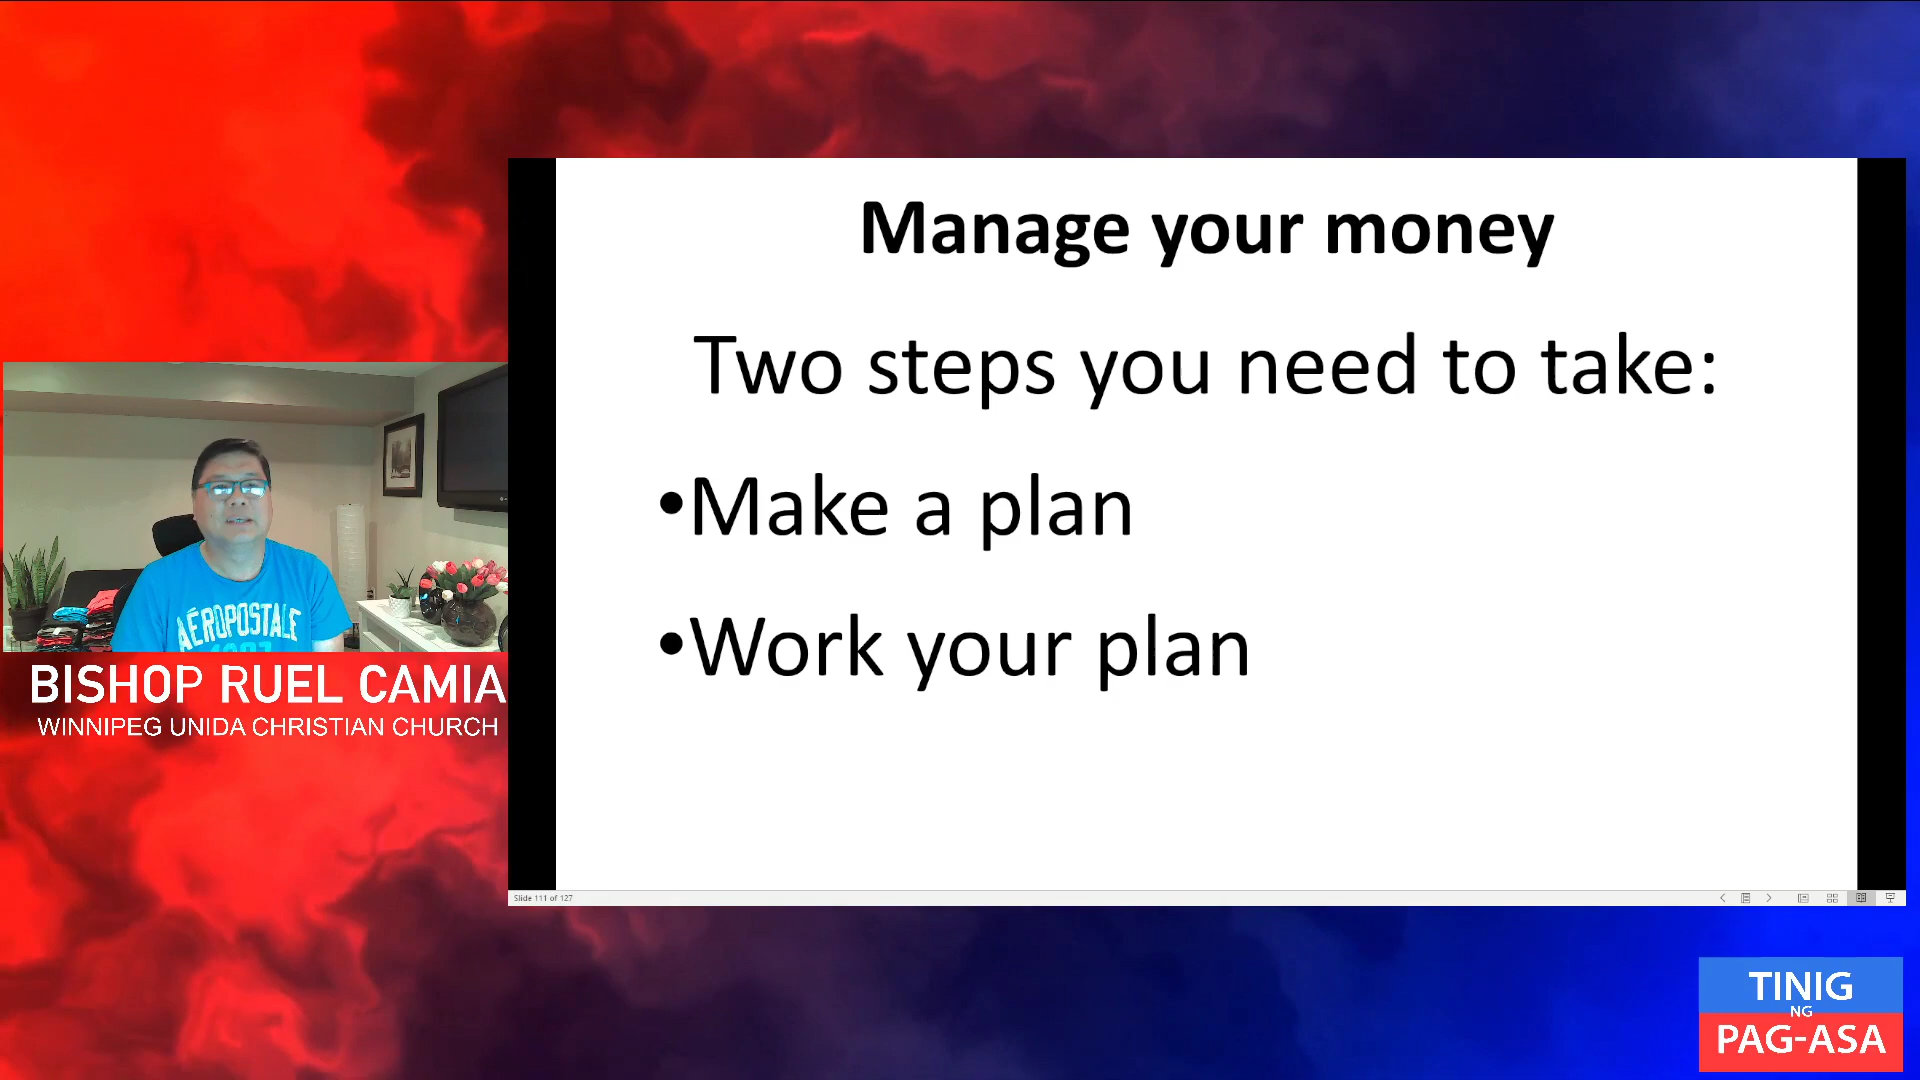 Manage your money
Two steps you need to take:
•Make a plan
•Work your plan
AÉROPOSTALE
BISHOP RUEL CAMIA
WINNIPEG UNIDA CHRISTIAN CHURCH
Slide 111 of 127
TINIG
NG
PAG-ASA